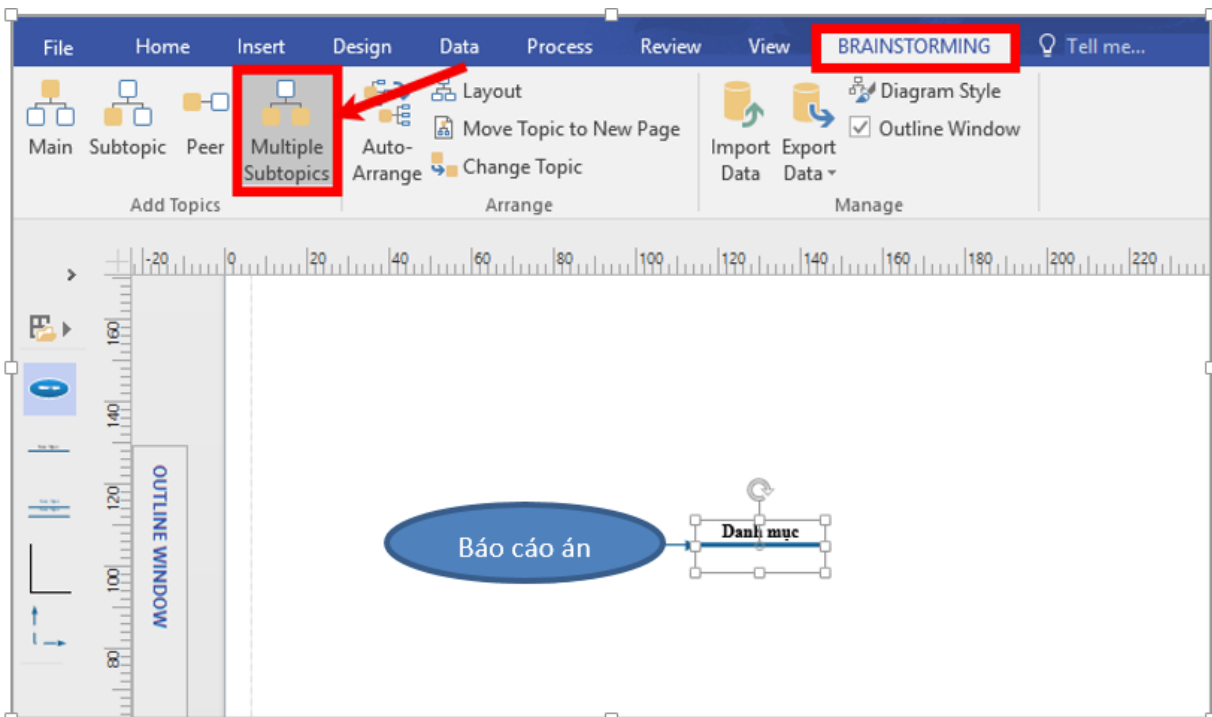 File Home Insert Design Data Process Review View BRAINSTORMING Tell me...
Layout Diagram Style
Move Topic to New Page Outline Window
Main Subtopic Peer Multiple Auto- Import Export
Change Topic
Subtopics Arrange Data Data
Add Topics Arrange Manage
-20 0 20 40 60 80 100 120 140 160 180 200 220
160
140
120
100
80
OUTLINE WINDOW
Danh mục
Báo cáo án